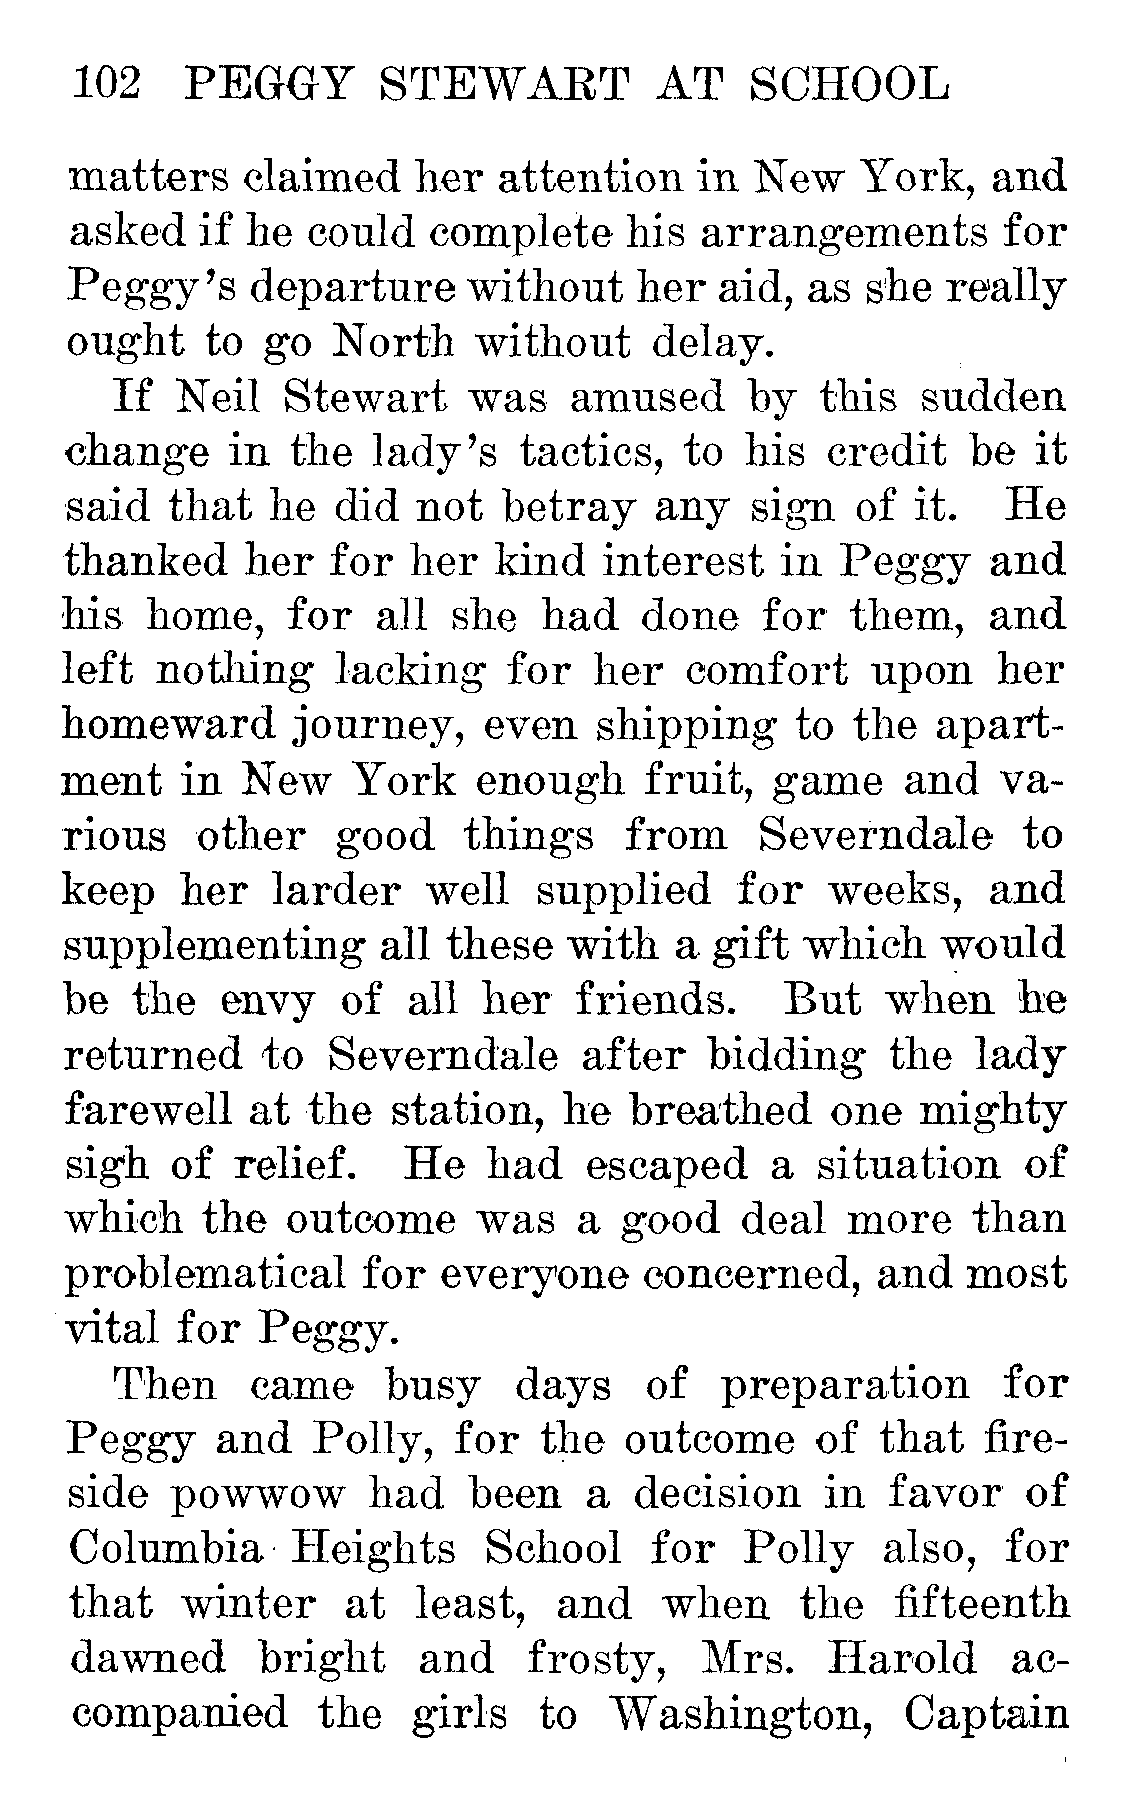 102 PEGGY STEWART AT SCHOOL
matters claimed her attention in New York, and
asked if he could complete his arrangements for
Peggy's departure without her aid, as she really
ought to go North without delay.
If Neil Stewart was amused by this sudden
change in the lady's tactics, to his credit be it
said that he did not betray any sign of it. He
thanked her for her kind interest in Peggy and
his home, for all she had done for them, and
left nothing lacking for her comfort upon her
homeward journey, even shipping to the apart-
ment in New York enough fruit, game and va-
rious other good things from Severndale to
keep her larder well supplied for weeks, and
supplementing all these with a gift which would
be the envy of all her friends. But when he
returned to Severndale after bidding the lady
farewell at the station, he breathed one mighty
sigh of relief. He had escaped a situation of
which the outcome was a good deal more than
problematical for everyone concerned, and most
vital for Peggy.
Then came busy days of preparation for
Peggy and Polly, for the outcome of that fire-
side powwow had been a decision in favor of
Columbia Heights School for Polly also, for
that winter at least, and when the fifteenth
dawned bright and frosty, Mrs. Harold ac-
companied the girls to Washington, Captain